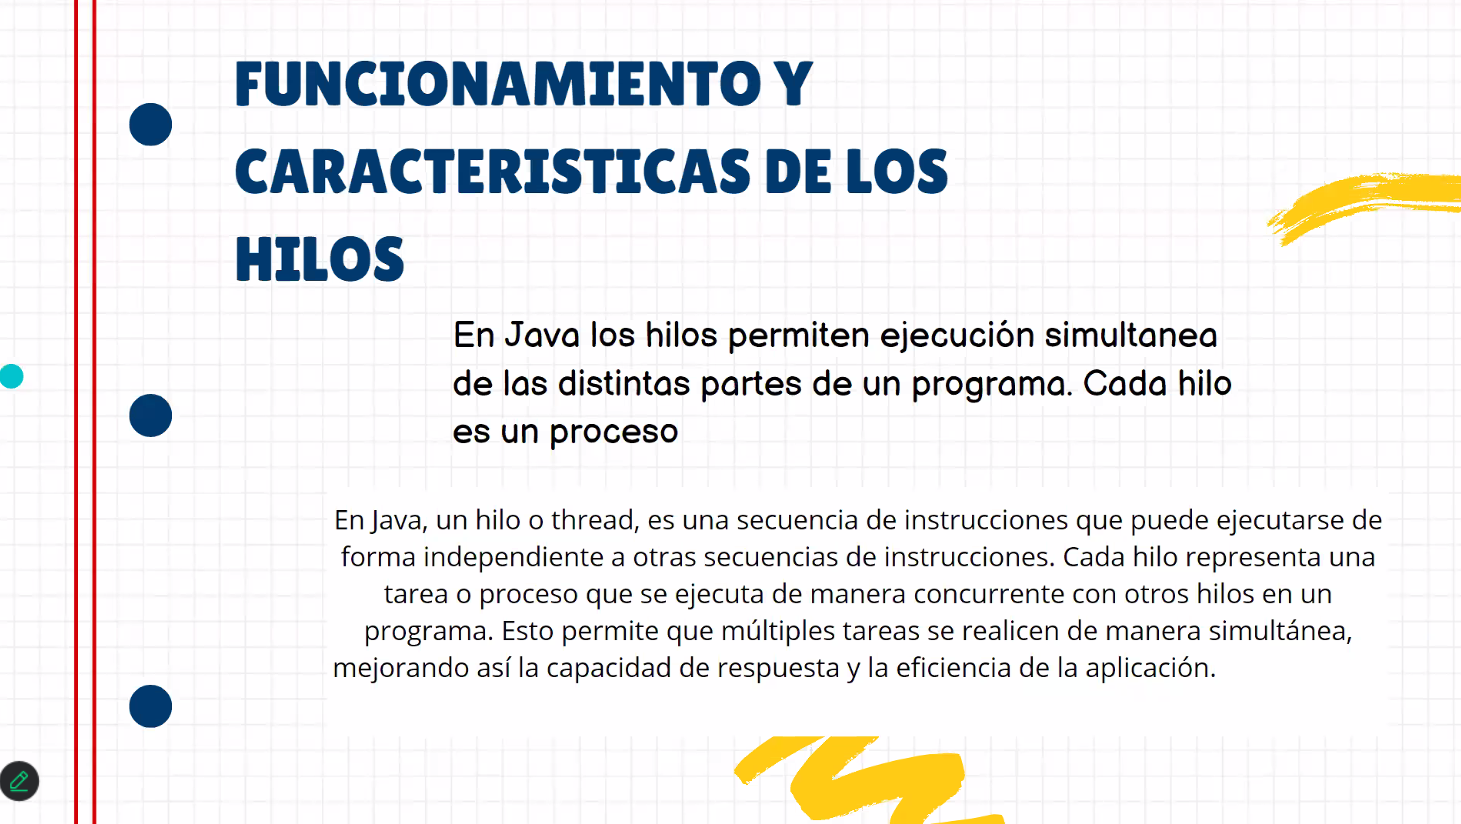 FUNCIONAMIENTO Y
CARACTERISTICAS DE LOS
HILOS
En Java los hilos permiten ejecución simultanea
de las distintas partes de un programa. Cada hilo
es un proceso
En Java, un hilo o thread, es una secuencia de instrucciones que puede ejecutarse de
forma independiente a otras secuencias de instrucciones. Cada hilo representa una
tarea o proceso que se ejecuta de manera concurrente con otros hilos en un
programa. Esto permite que múltiples tareas se realicen de manera simultánea,
mejorando así la capacidad de respuesta y la eficiencia de la aplicación.